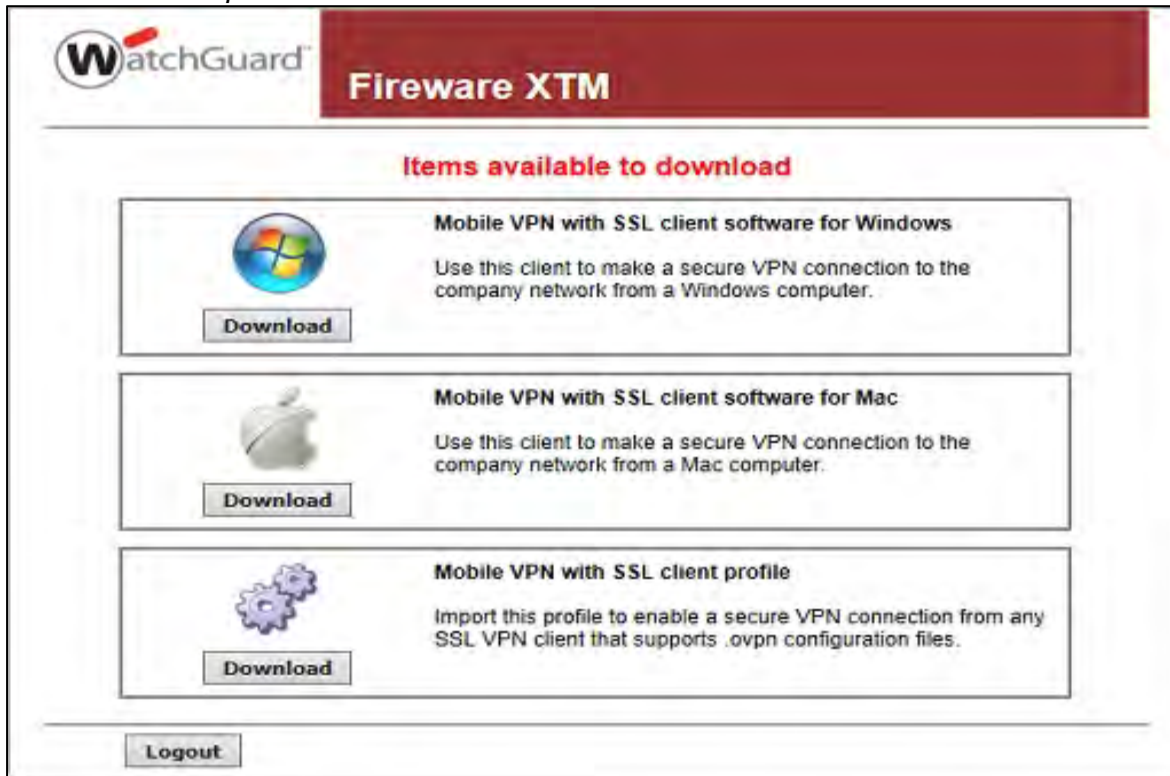 WatchGuard
Fireware XTM
Items available to download
Mobile VPN with SSL client software for Windows
Use this client to make a secure VPN connection to the
company network from a Windows computer.
Download
Mobile VPN with SSL client software for Mac
Use this client to make a secure VPN connection to the
company network from a Mac computer.
Download
Mobile VPN with SSL client profile
Import this profile to enable a secure VPN connection from any
SSL VPN client that supports .ovpn configuration files.
Download
Logout